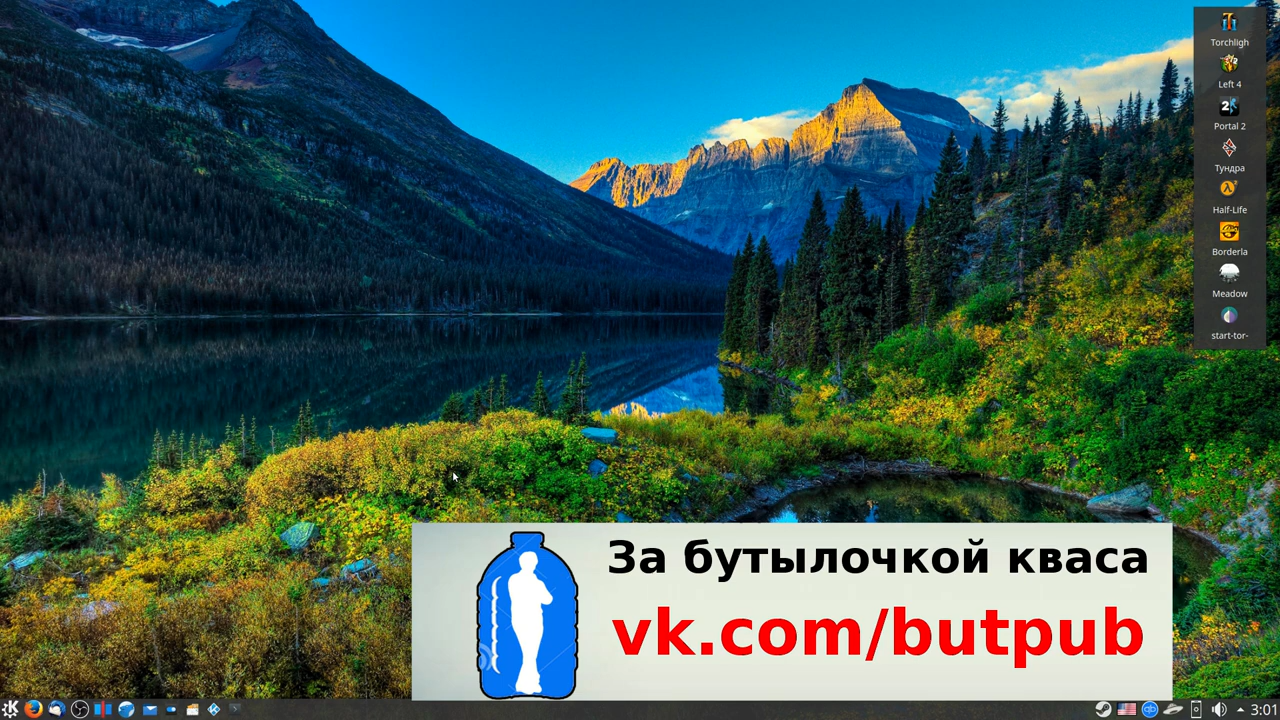 Torchligh
Left 4
Portal 2
Тундра
Half-Life
Borderla
Meadow
start-tor-
За бутылочкой кваса
vk.com/butpub
3:01